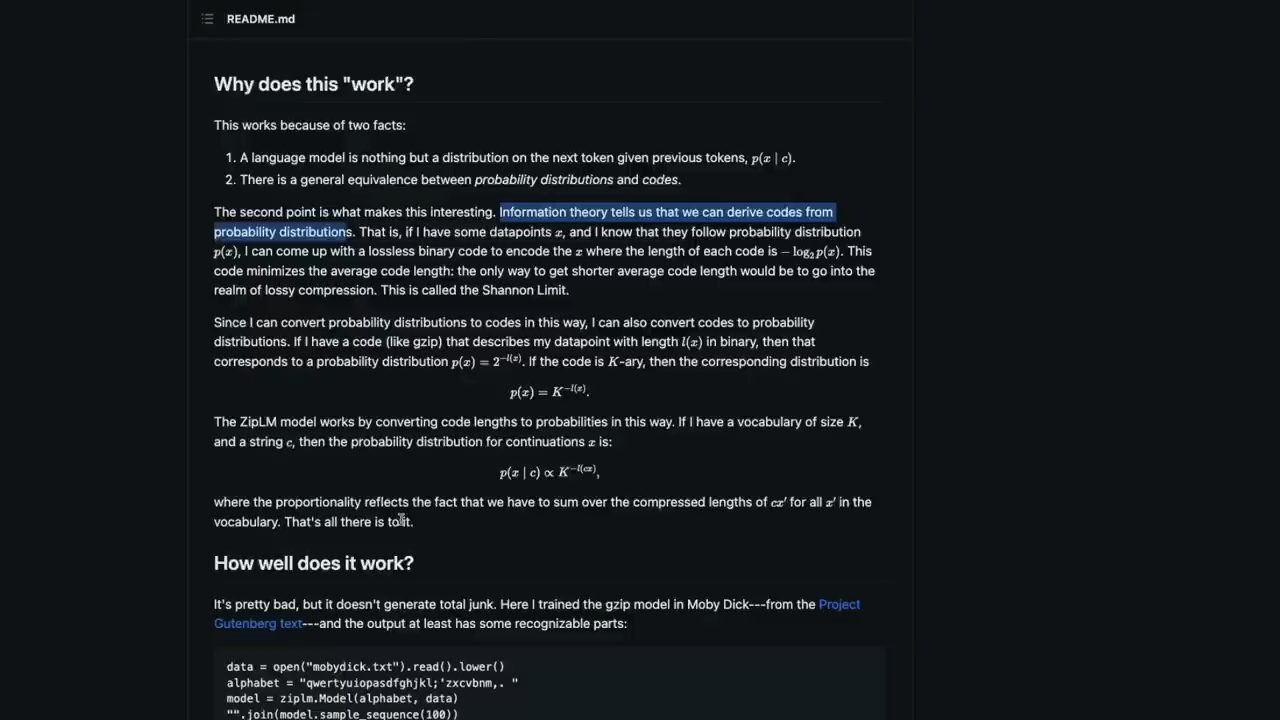 README.md
Why does this "work"?
This works because of two facts:
1. A language model is nothing but a distribution on the next token given previous tokens, p(x | c).
2. There is a general equivalence between probability distributions and codes.
The second point is what makes this interesting. Information theory tells us that we can derive codes from
probability distributions. That is, if I have some datapoints x, and I know that they follow probability distribution
p(x), I can come up with a lossless binary code to encode the x where the length of each code is − log₂ p(x). This
code minimizes the average code length: the only way to get shorter average code length would be to go into the
realm of lossy compression. This is called the Shannon Limit.
Since I can convert probability distributions to codes in this way, I can also convert codes to probability
distributions. If I have a code (like gzip) that describes my datapoint with length l(x) in binary, then that
corresponds to a probability distribution p(x) = 2^{−l(x)}. If the code is K-ary, then the corresponding distribution is
p(x) = K^{−l(x)}.
The ZipLM model works by converting code lengths to probabilities in this way. If I have a vocabulary of size K,
and a string c, then the probability distribution for continuations x is:
p(x | c) ∝ K^{−l(cx)},
where the proportionality reflects the fact that we have to sum over the compressed lengths of cx′ for all x′ in the
vocabulary. That's all there is to it.
How well does it work?
It's pretty bad, but it doesn't generate total junk. Here I trained the gzip model in Moby Dick---from the Project
Gutenberg text---and the output at least has some recognizable parts:
data = open("mobydick.txt").read().lower()
alphabet = "qwertyuiopasdfghjkl;'zxcvbnm,. "
model = ziplm.Model(alphabet, data)
"".join(model.sample_sequence(100))